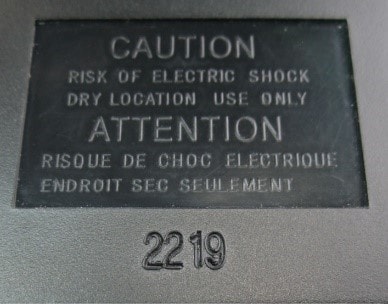 CAUTION
RISK OF ELECTRIC SHOCK
DRY LOCATION USE ONLY
ATTENTION
RISQUE DE CHOC ELECTRIQUE
ENDROIT SEC SEULEMENT
2219